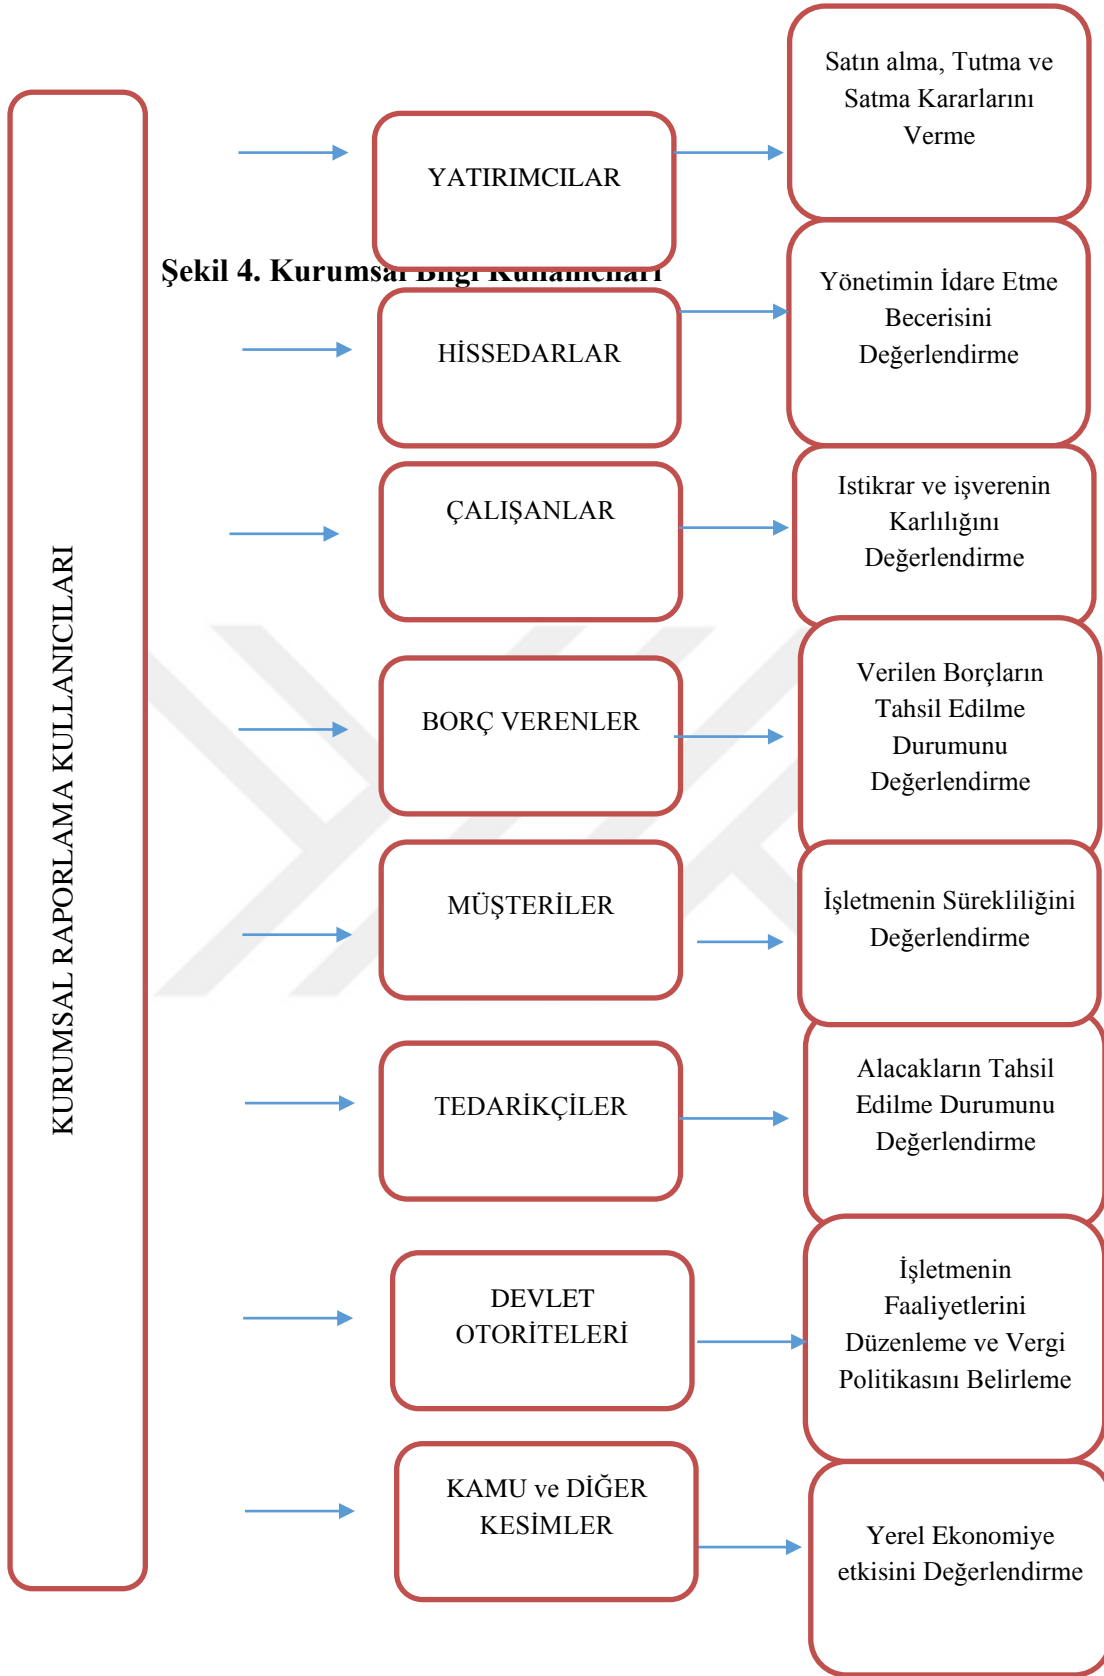 KURUMSAL RAPORLAMA KULLANICILARI
YATIRIMCILAR
Satın alma, Tutma ve
Satma Kararlarını
Verme
Şekil 4. Kurumsal Bilgi Kullanıcıları
HİSSEDARLAR
Yönetimin İdare Etme
Becerisini
Değerlendirme
ÇALIŞANLAR
Istikrar ve işverenin
Karlılığını
Değerlendirme
BORÇ VERENLER
Verilen Borçların
Tahsil Edilme
Durumunu
Değerlendirme
MÜŞTERİLER
İşletmenin Sürekliliğini
Değerlendirme
TEDARİKÇİLER
Alacakların Tahsil
Edilme Durumunu
Değerlendirme
DEVLET
OTORİTELERİ
İşletmenin
Faaliyetlerini
Düzenleme ve Vergi
Politikasını Belirleme
KAMU ve DİĞER
KESİMLER
Yerel Ekonomiye
etkisini Değerlendirme